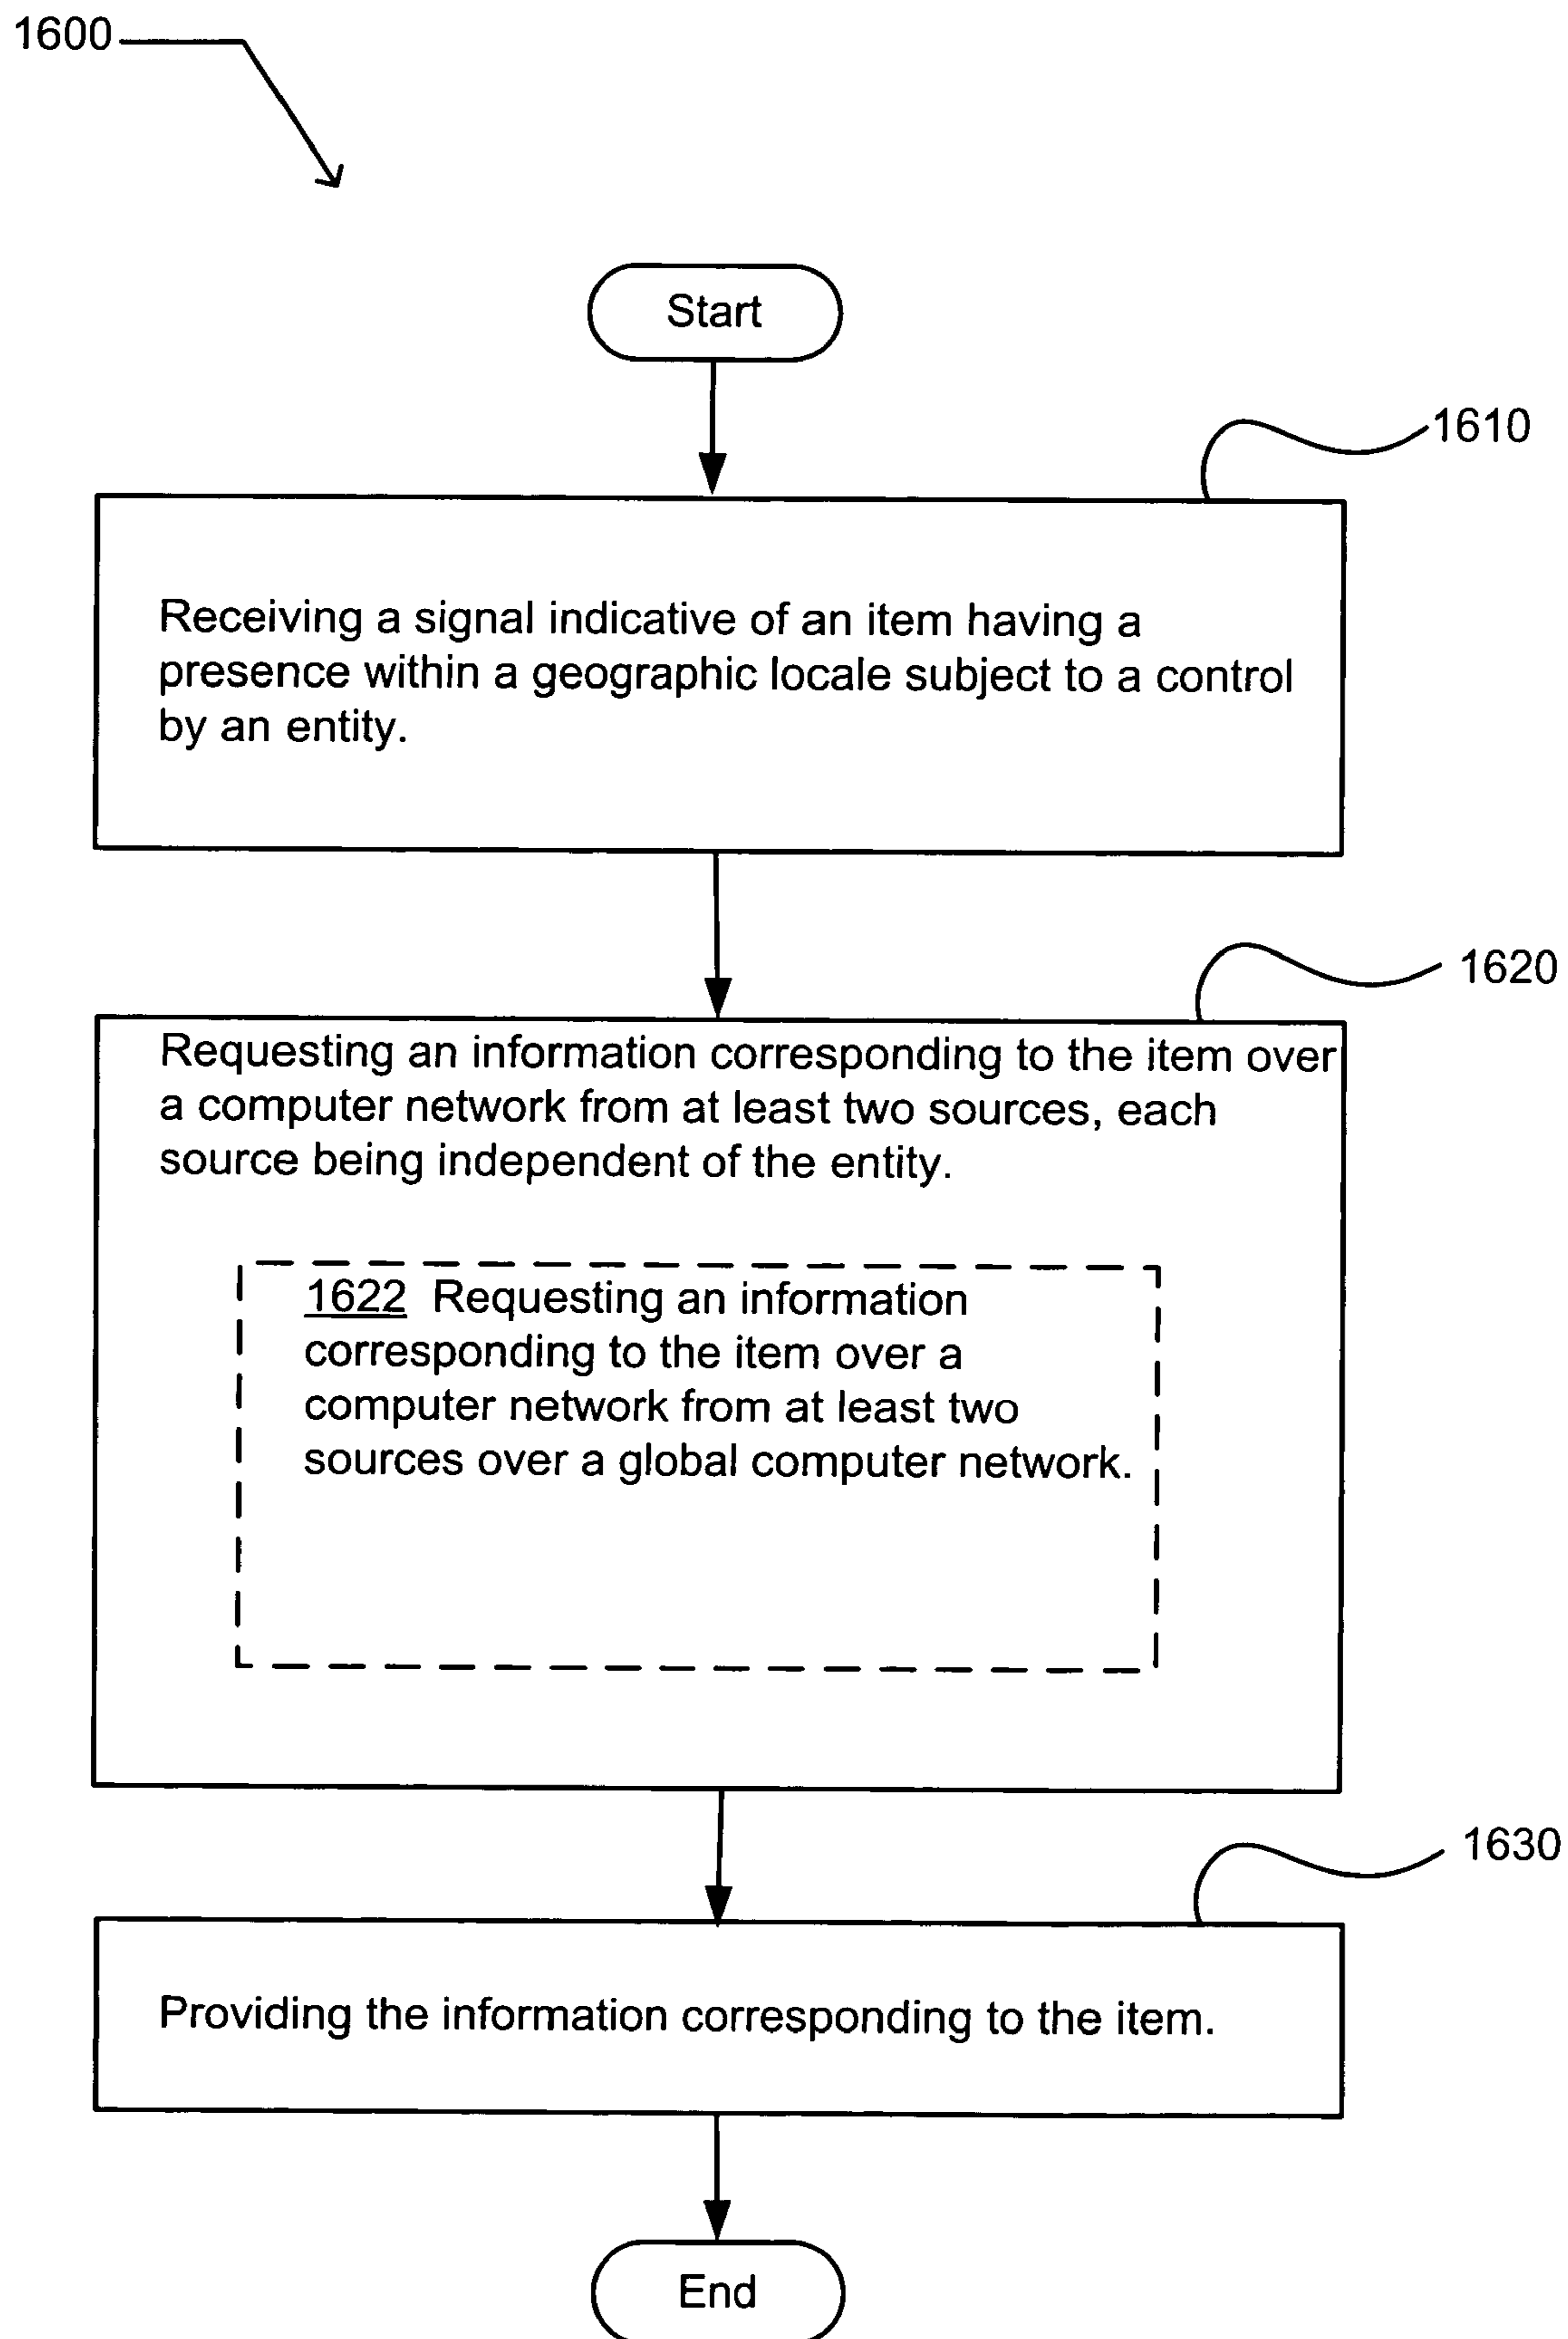 1600
Start
1610
Receiving a signal indicative of an item having a
presence within a geographic locale subject to a control
by an entity.
1620
Requesting an information corresponding to the item over
a computer network from at least two sources, each
source being independent of the entity.
1622 Requesting an information
corresponding to the item over a
computer network from at least two
sources over a global computer network.
1630
Providing the information corresponding to the item.
End